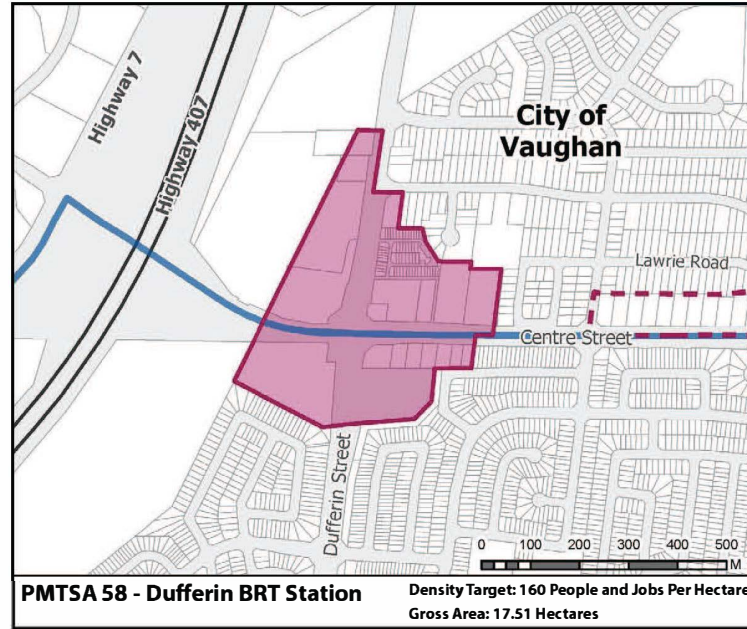 Highway 7
Highway 407
City of
Vaughan
Lawrie Road
Centre Street
Dufferin Street
0 100 200 300 400 500
M
PMTSA 58 - Dufferin BRT Station
Density Target: 160 People and Jobs Per Hectare
Gross Area: 17.51 Hectares